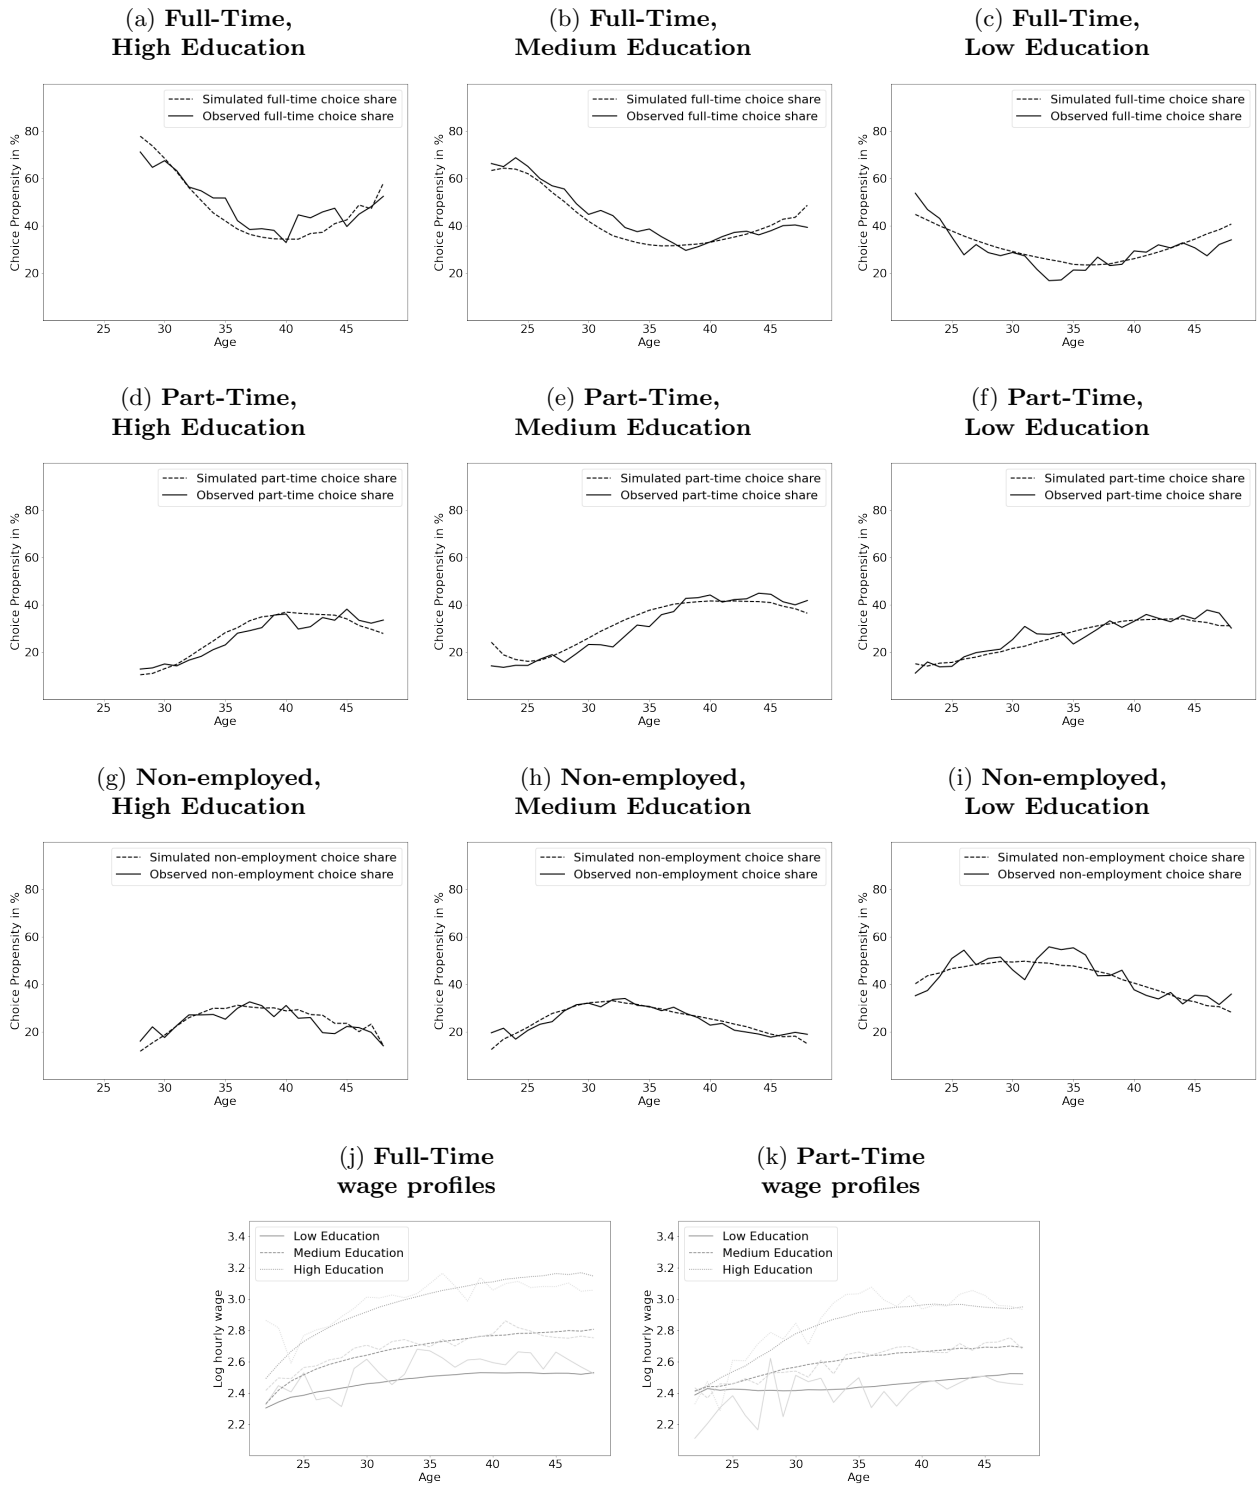 (a) Full-Time,
High Education
(b) Full-Time,
Medium Education
(c) Full-Time,
Low Education
Choice Propensity in %
80
60
40
20
Simulated full-time choice share
Observed full-time choice share
25 30 35 40 45
Age
Choice Propensity in %
80
60
40
20
Simulated full-time choice share
Observed full-time choice share
25 30 35 40 45
Age
Choice Propensity in %
80
60
40
20
Simulated full-time choice share
Observed full-time choice share
25 30 35 40 45
Age
(d) Part-Time,
High Education
(e) Part-Time,
Medium Education
(f) Part-Time,
Low Education
Choice Propensity in %
80
60
40
20
Simulated part-time choice share
Observed part-time choice share
25 30 35 40 45
Age
Choice Propensity in %
80
60
40
20
Simulated part-time choice share
Observed part-time choice share
25 30 35 40 45
Age
Choice Propensity in %
80
60
40
20
Simulated part-time choice share
Observed part-time choice share
25 30 35 40 45
Age
(g) Non-employed,
High Education
(h) Non-employed,
Medium Education
(i) Non-employed,
Low Education
Choice Propensity in %
80
60
40
20
Simulated non-employment choice share
Observed non-employment choice share
25 30 35 40 45
Age
Choice Propensity in %
80
60
40
20
Simulated non-employment choice share
Observed non-employment choice share
25 30 35 40 45
Age
Choice Propensity in %
80
60
40
20
Simulated non-employment choice share
Observed non-employment choice share
25 30 35 40 45
Age
(j) Full-Time
wage profiles
(k) Part-Time
wage profiles
Log hourly wage
3.4
3.2
3.0
2.8
2.6
2.4
2.2
Low Education
Medium Education
High Education
25 30 35 40 45
Age
Log hourly wage
3.4
3.2
3.0
2.8
2.6
2.4
2.2
Low Education
Medium Education
High Education
25 30 35 40 45
Age